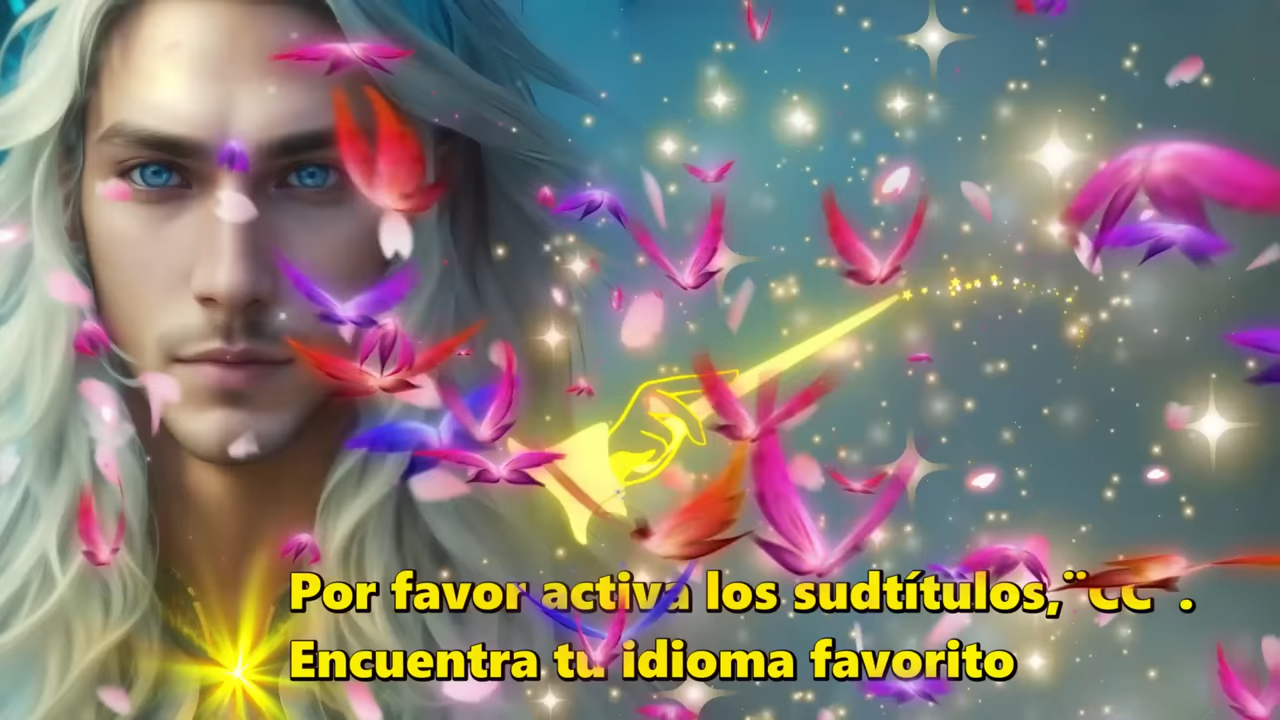 Por favor activa los sudtítulos,¨CC¨.
Encuentra tu idioma favorito